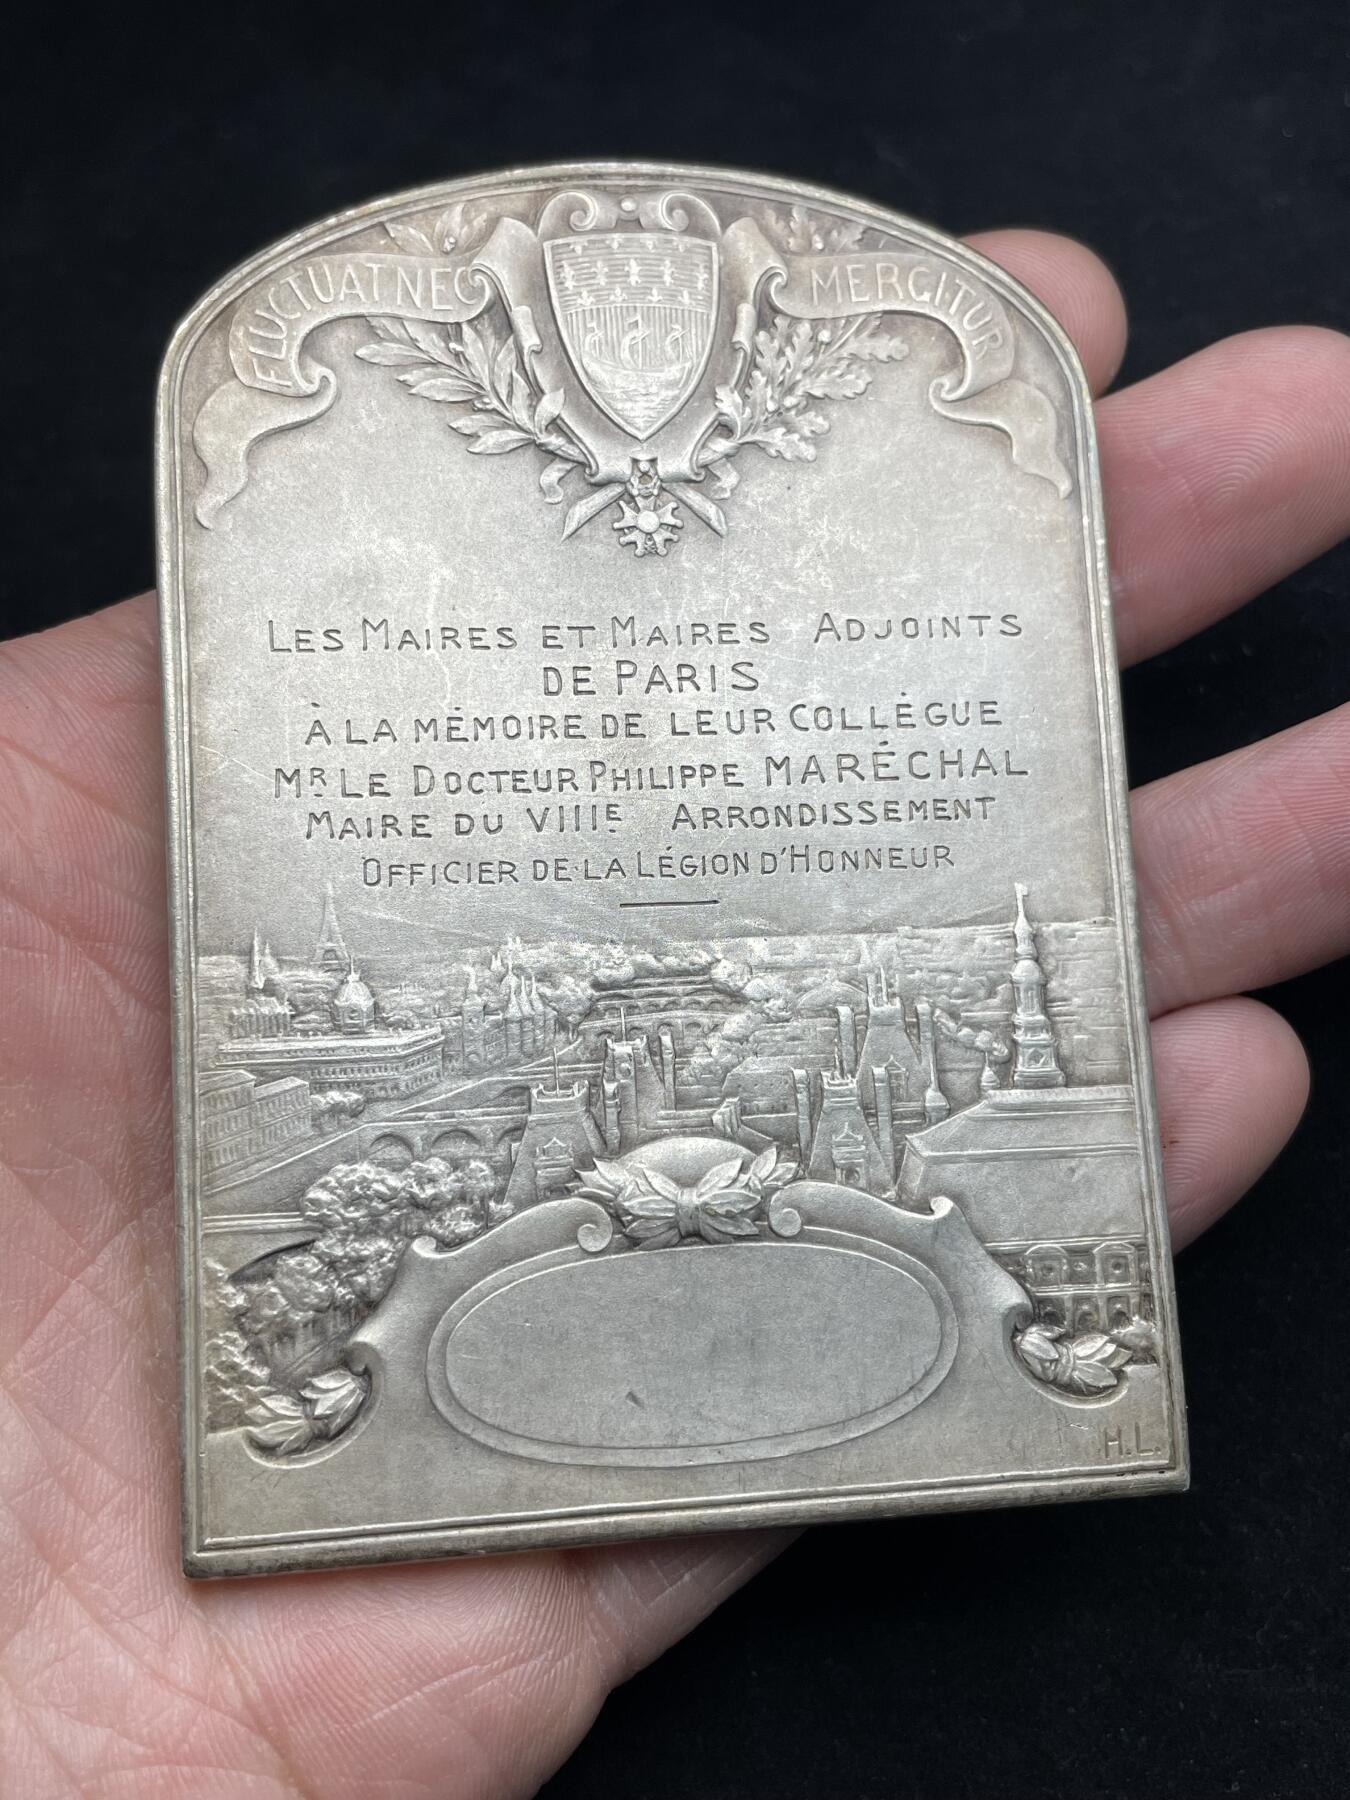 FLUCTUAT NEC MERGITUR
LES MAIRES ET MAIRES ADJOINTS
DE PARIS
À LA MÉMOIRE DE LEUR COLLÈGUE
MR LE DOCTEUR PHILIPPE MARÉCHAL
MAIRE DU VIIIE ARRONDISSEMENT
OFFICIER DE LA LÉGION D'HONNEUR
H.L.